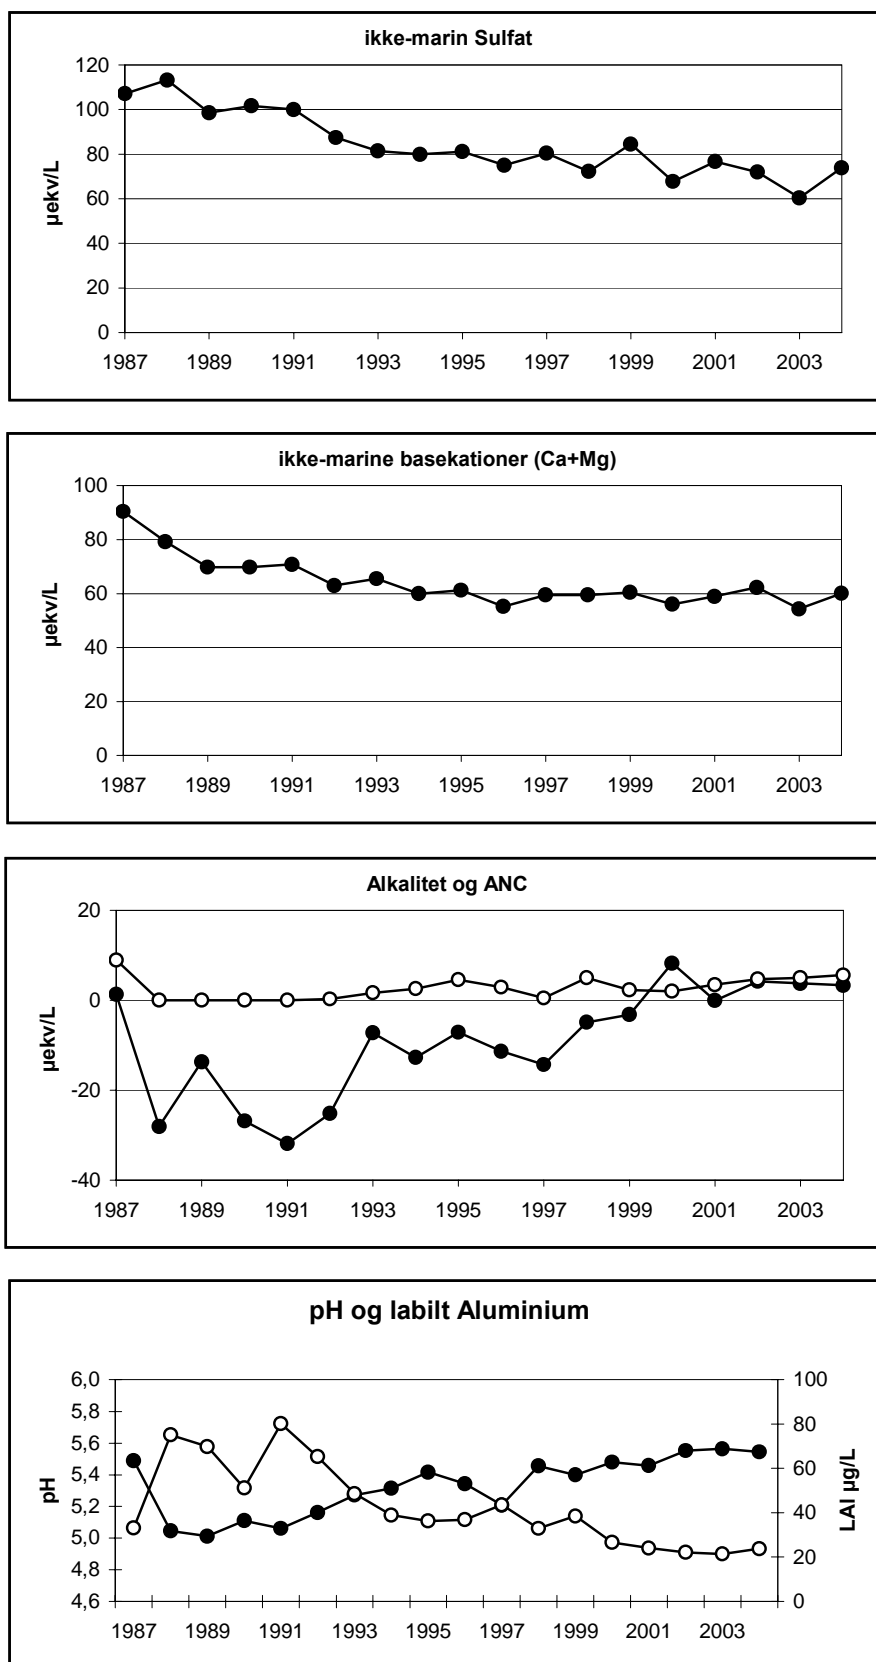 ikke-marin Sulfat
120
100
80
60
40
20
0
µekv/L
1987 1989 1991 1993 1995 1997 1999 2001 2003
ikke-marine basekationer (Ca+Mg)
100
80
60
40
20
0
µekv/L
1987 1989 1991 1993 1995 1997 1999 2001 2003
Alkalitet og ANC
20
0
-20
-40
µekv/L
1987 1989 1991 1993 1995 1997 1999 2001 2003
pH og labilt Aluminium
6,0 100
5,8
5,6 80
5,4 60
5,2 40
5,0
4,8 20
4,6 0
pH
LAl µg/L
1987 1989 1991 1993 1995 1997 1999 2001 2003